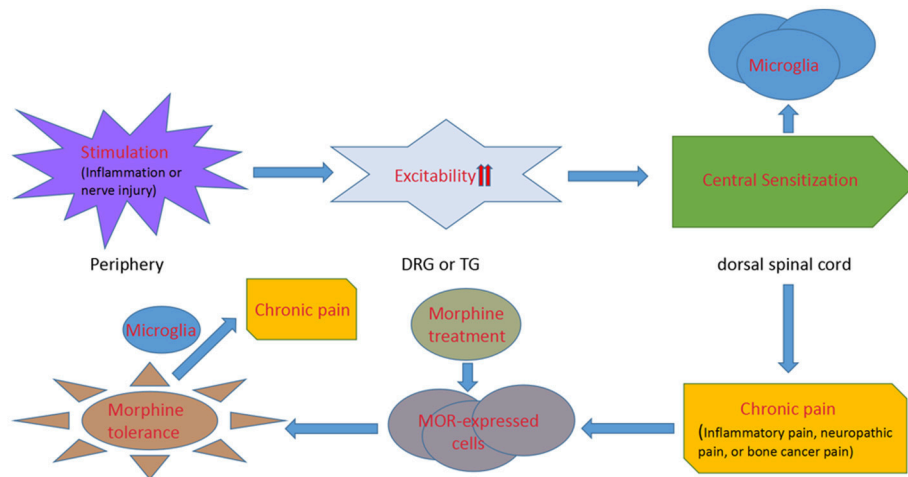 Microglia
Stimulation
(Inflammation or
nerve injury)
Excitability
Central Sensitization
Periphery
DRG or TG
dorsal spinal cord
Chronic pain
Microglia
Morphine
treatment
Morphine
tolerance
MOR-expressed
cells
Chronic pain
(Inflammatory pain, neuropathic
pain, or bone cancer pain)